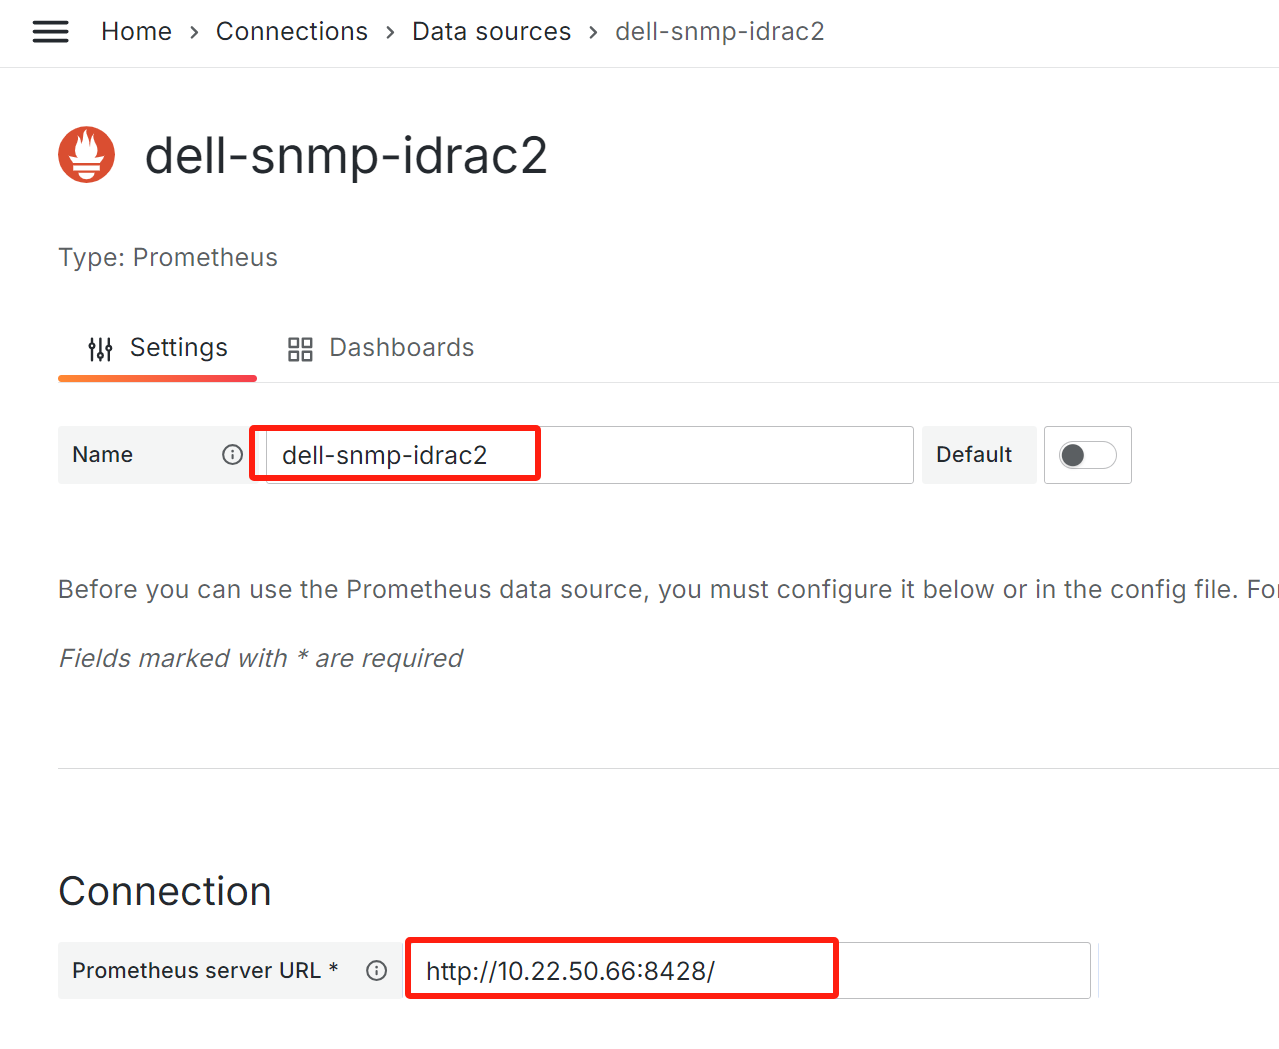 Home › Connections › Data sources › dell-snmp-idrac2
dell-snmp-idrac2
Type: Prometheus
Settings Dashboards
Name dell-snmp-idrac2 Default
Before you can use the Prometheus data source, you must configure it below or in the config file. For
Fields marked with * are required
Connection
Prometheus server URL * http://10.22.50.66:8428/